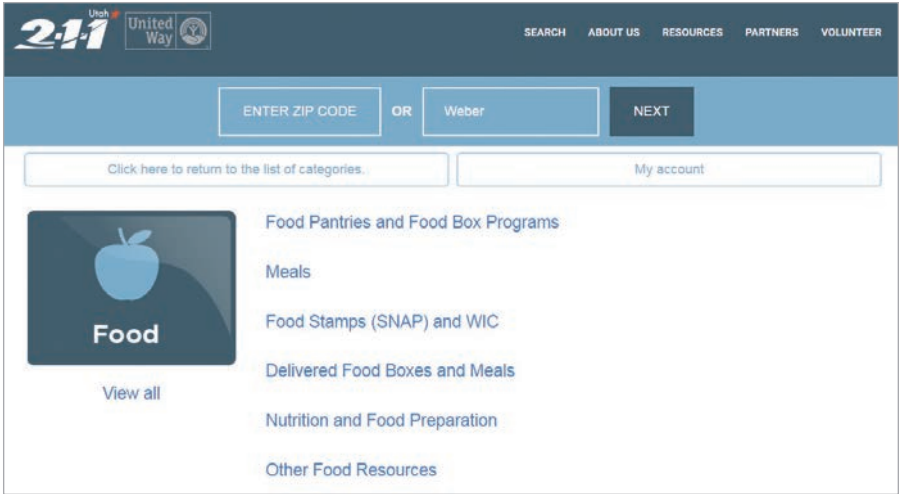 Utah
2-1-1
United
Way
SEARCH ABOUT US RESOURCES PARTNERS VOLUNTEER
ENTER ZIP CODE OR Weber NEXT
Click here to return to the list of categories. My account
Food Pantries and Food Box Programs
Meals
Food Stamps (SNAP) and WIC
Food
Delivered Food Boxes and Meals
View all
Nutrition and Food Preparation
Other Food Resources